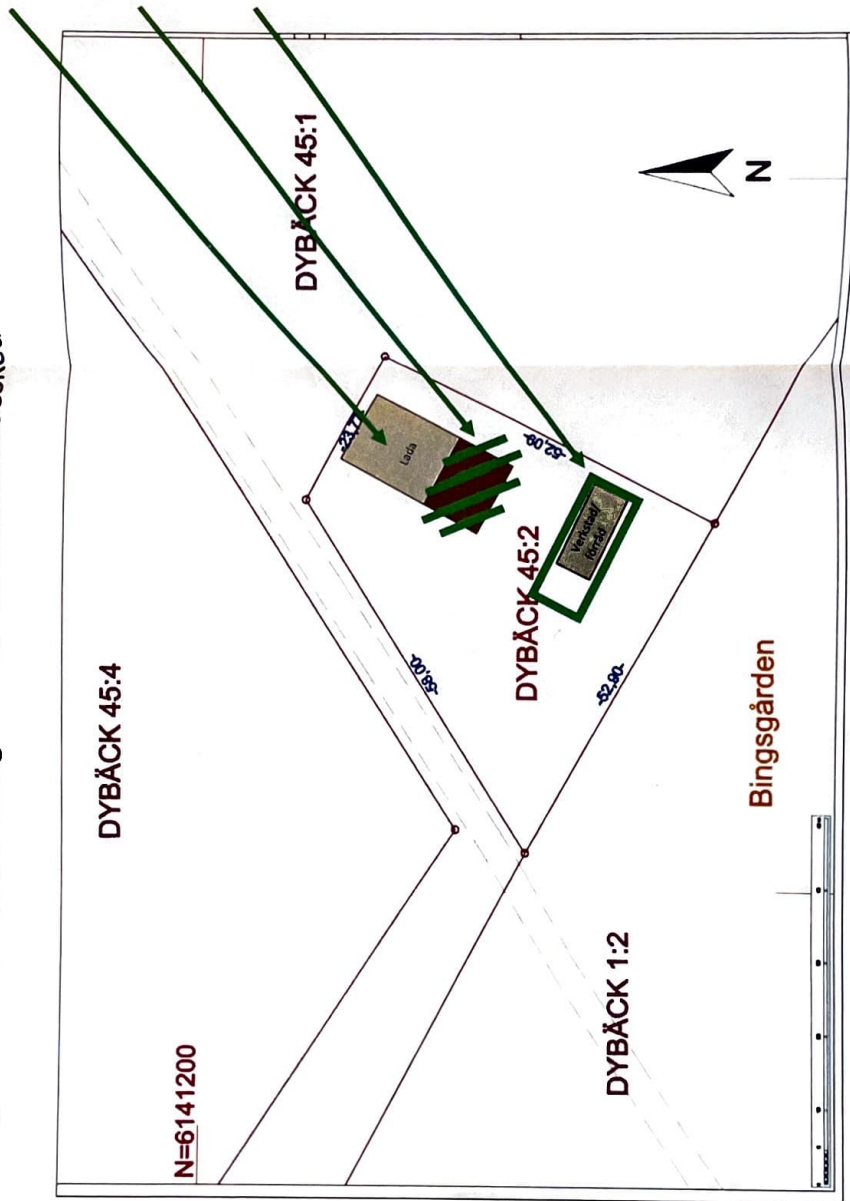 DYBÄCK 45:4
N=6141200
DYBÄCK 45:1
-23,7
Lada
-52,09-
-58,00-
DYBÄCK 45:2
Verkstad/
förråd
-52,90-
DYBÄCK 1:2
Bingsgården
N